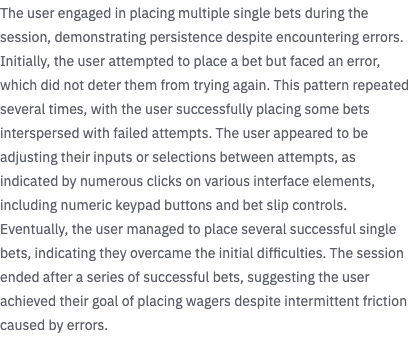 The user engaged in placing multiple single bets during the
session, demonstrating persistence despite encountering errors.
Initially, the user attempted to place a bet but faced an error,
which did not deter them from trying again. This pattern repeated
several times, with the user successfully placing some bets
interspersed with failed attempts. The user appeared to be
adjusting their inputs or selections between attempts, as
indicated by numerous clicks on various interface elements,
including numeric keypad buttons and bet slip controls.
Eventually, the user managed to place several successful single
bets, indicating they overcame the initial difficulties. The session
ended after a series of successful bets, suggesting the user
achieved their goal of placing wagers despite intermittent friction
caused by errors.